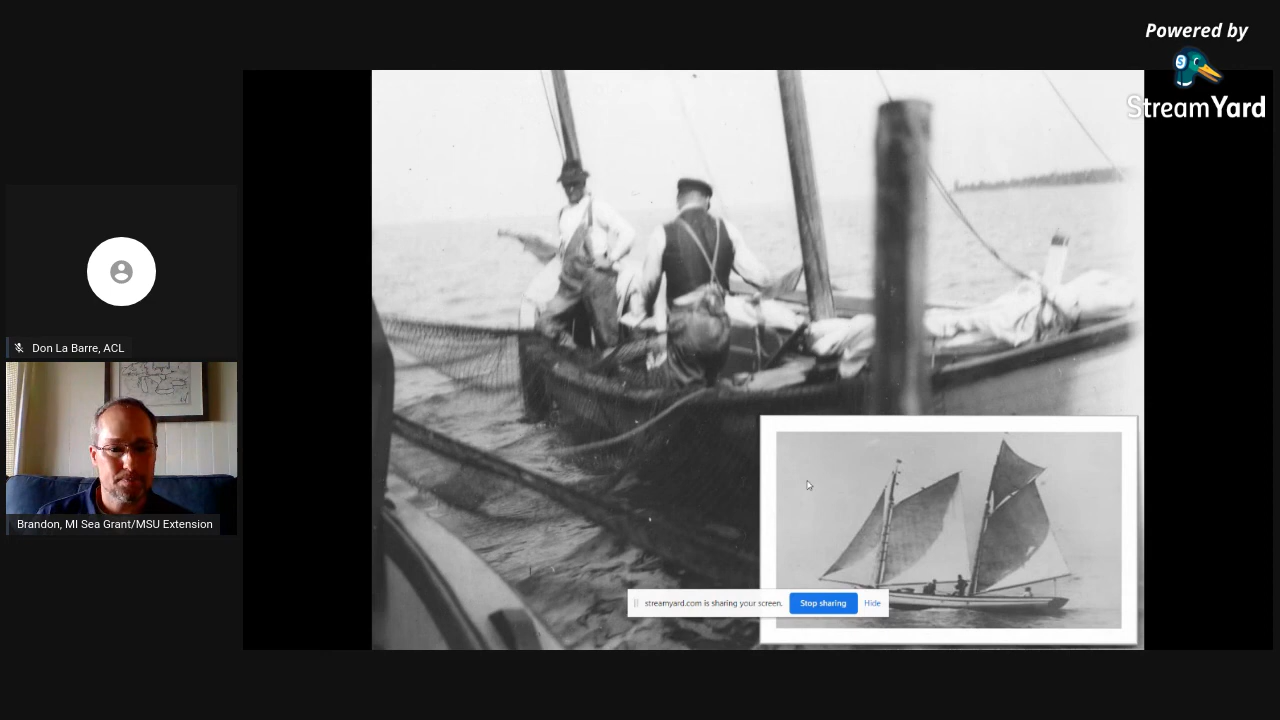 Powered by
StreamYard
Don La Barre, ACL
Brandon, MI Sea Grant/MSU Extension
streamyard.com is sharing your screen.
Stop sharing
Hide